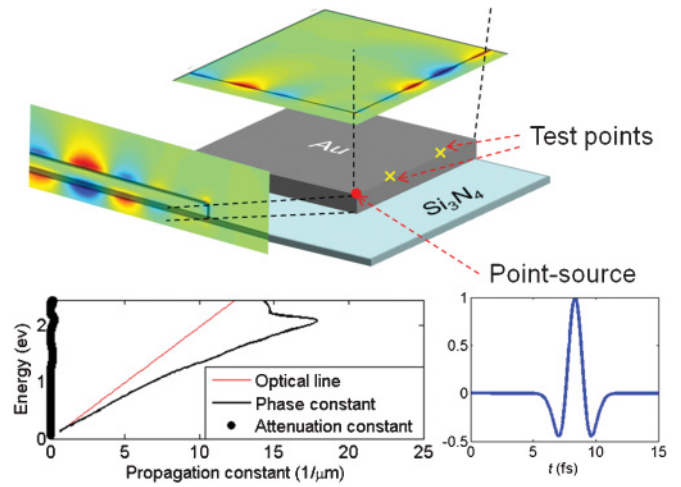 Au
Test points
Si3N4
Point-source
Energy (ev)
2
1
0
0 5 10 15 20 25
Propagation constant (1/μm)
Optical line
Phase constant
Attenuation constant
1
0.5
0
-0.5
0 5 10 15
t (fs)